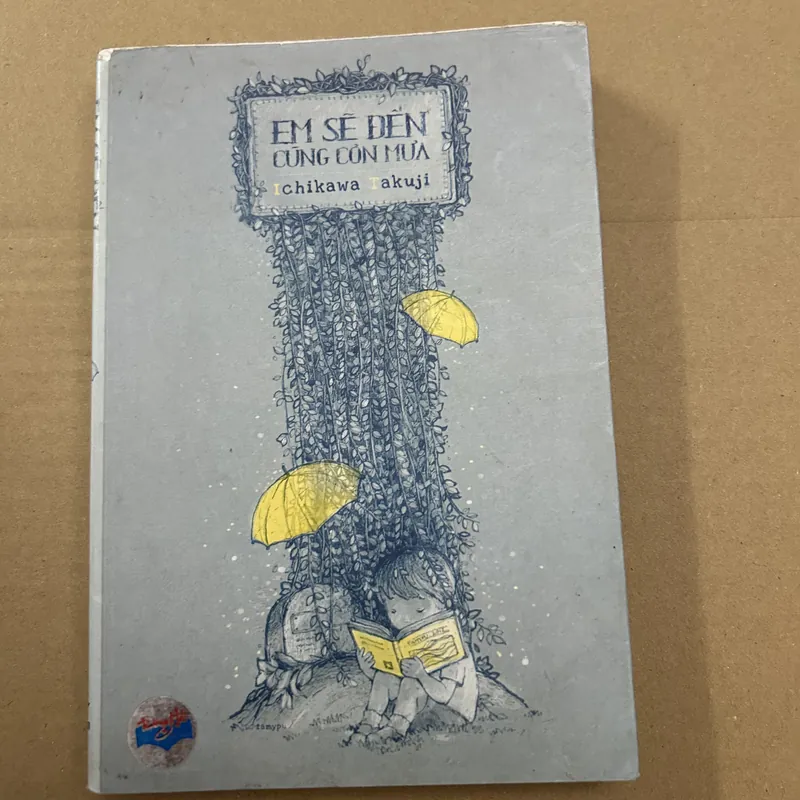 EM SẼ ĐẾN
CÙNG CƠN MƯA
Ichikawa Takuji